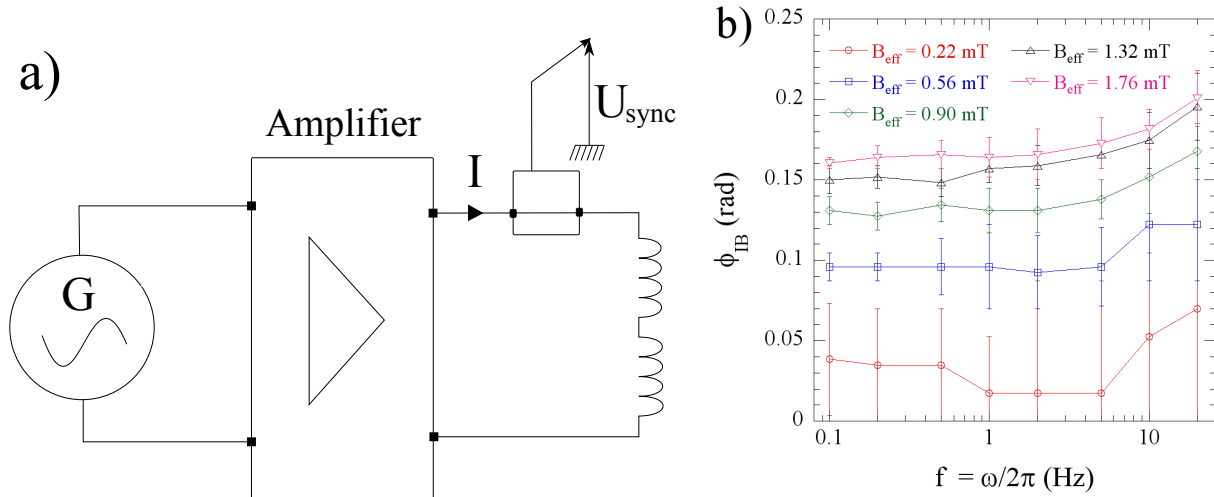 a)
Amplifier
G
I
U_sync
b)
B_eff = 0.22 mT
B_eff = 0.56 mT
B_eff = 0.90 mT
B_eff = 1.32 mT
B_eff = 1.76 mT
0.25
0.2
0.15
0.1
0.05
0
ϕ_IB (rad)
0.1 1 10
f = ω/2π (Hz)